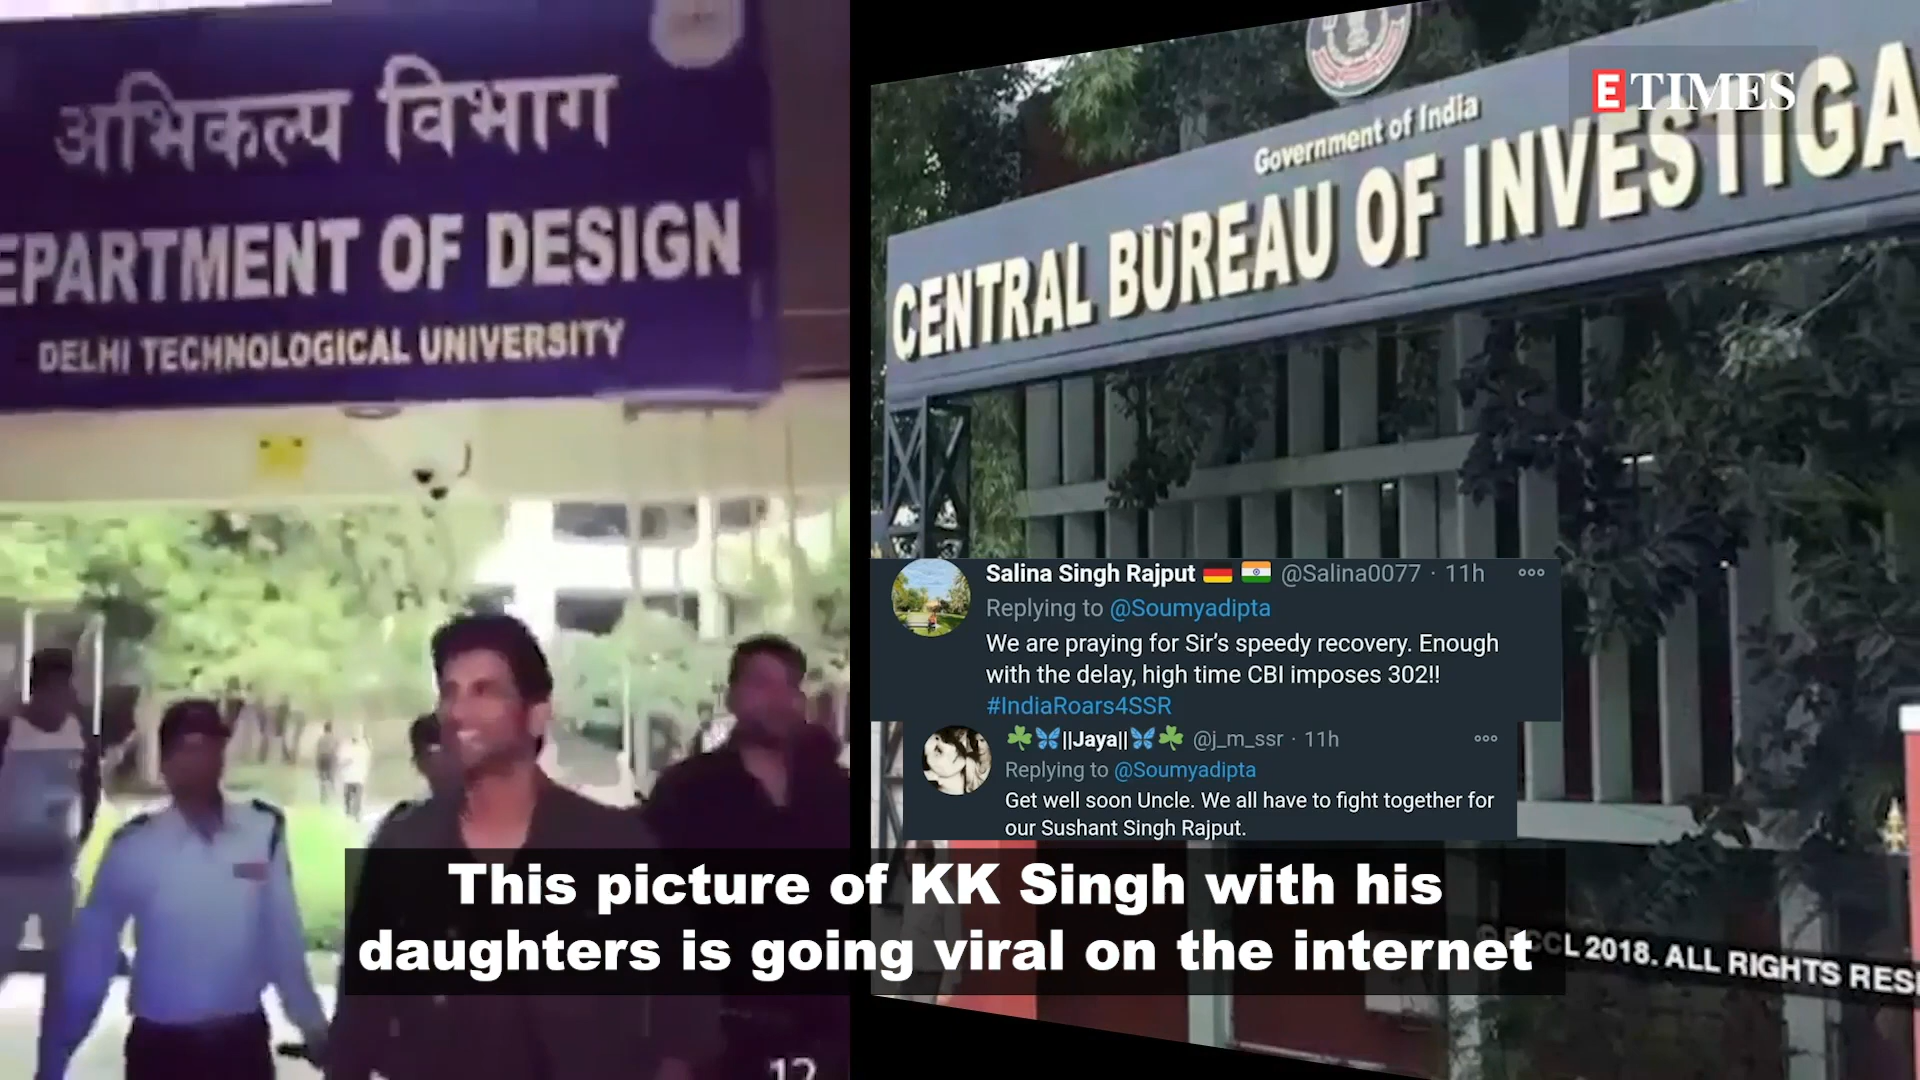 अभिकल्प विभाग
EPARTMENT OF DESIGN
DELHI TECHNOLOGICAL UNIVERSITY
12
ETIMES
Government of India
CENTRAL BUREAU OF INVESTIGA
Salina Singh Rajput 🇩🇪 🇮🇳 @Salina0077 · 11h
Replying to @Soumyadipta
We are praying for Sir's speedy recovery. Enough
with the delay, high time CBI imposes 302!!
#IndiaRoars4SSR
☘️🦋||Jaya||🦋☘️ @j_m_ssr · 11h
Replying to @Soumyadipta
Get well soon Uncle. We all have to fight together for
our Sushant Singh Rajput.
This picture of KK Singh with his
daughters is going viral on the internet
CCL 2018. ALL RIGHTS RES